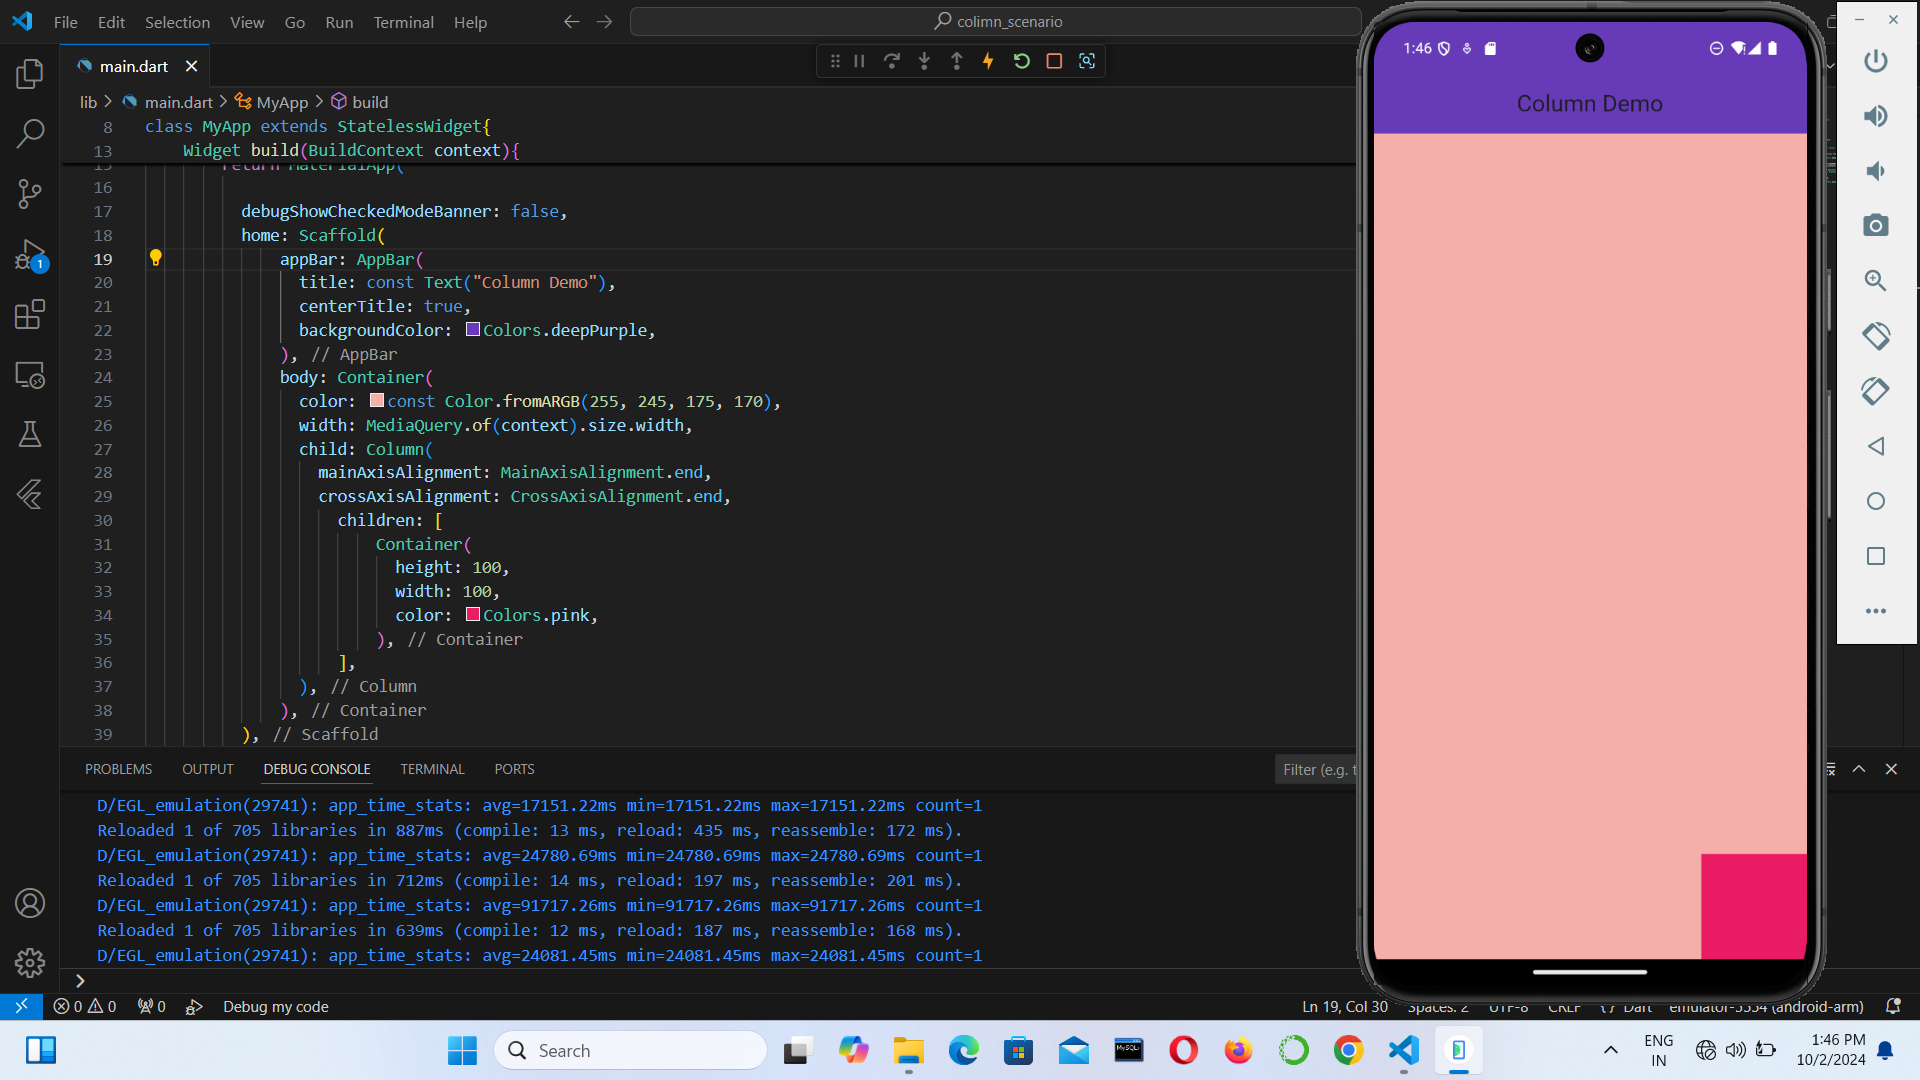 File Edit Selection View Go Run Terminal Help
colimn_scenario
main.dart
lib > main.dart > MyApp > build
8 class MyApp extends StatelessWidget{
13 Widget build(BuildContext context){
15 return MaterialApp(
16
17 debugShowCheckedModeBanner: false,
18 home: Scaffold(
19 appBar: AppBar(
20 title: const Text("Column Demo"),
21 centerTitle: true,
22 backgroundColor: Colors.deepPurple,
23 ), // AppBar
24 body: Container(
25 color: const Color.fromARGB(255, 245, 175, 170),
26 width: MediaQuery.of(context).size.width,
27 child: Column(
28 mainAxisAlignment: MainAxisAlignment.end,
29 crossAxisAlignment: CrossAxisAlignment.end,
30 children: [
31 Container(
32 height: 100,
33 width: 100,
34 color: Colors.pink,
35 ), // Container
36 ],
37 ), // Column
38 ), // Container
39 ), // Scaffold
1
PROBLEMS OUTPUT DEBUG CONSOLE TERMINAL PORTS
Filter (e.g. t
D/EGL_emulation(29741): app_time_stats: avg=17151.22ms min=17151.22ms max=17151.22ms count=1
Reloaded 1 of 705 libraries in 887ms (compile: 13 ms, reload: 435 ms, reassemble: 172 ms).
D/EGL_emulation(29741): app_time_stats: avg=24780.69ms min=24780.69ms max=24780.69ms count=1
Reloaded 1 of 705 libraries in 712ms (compile: 14 ms, reload: 197 ms, reassemble: 201 ms).
D/EGL_emulation(29741): app_time_stats: avg=91717.26ms min=91717.26ms max=91717.26ms count=1
Reloaded 1 of 705 libraries in 639ms (compile: 12 ms, reload: 187 ms, reassemble: 168 ms).
D/EGL_emulation(29741): app_time_stats: avg=24081.45ms min=24081.45ms max=24081.45ms count=1
>
0 0 0 Debug my code
Ln 19, Col 30 Spaces: 2 UTF-8 CRLF {} Dart emulator-5554 (android-arm)
1:46
Column Demo
Search
MySQL
ENG
IN
1:46 PM
10/2/2024